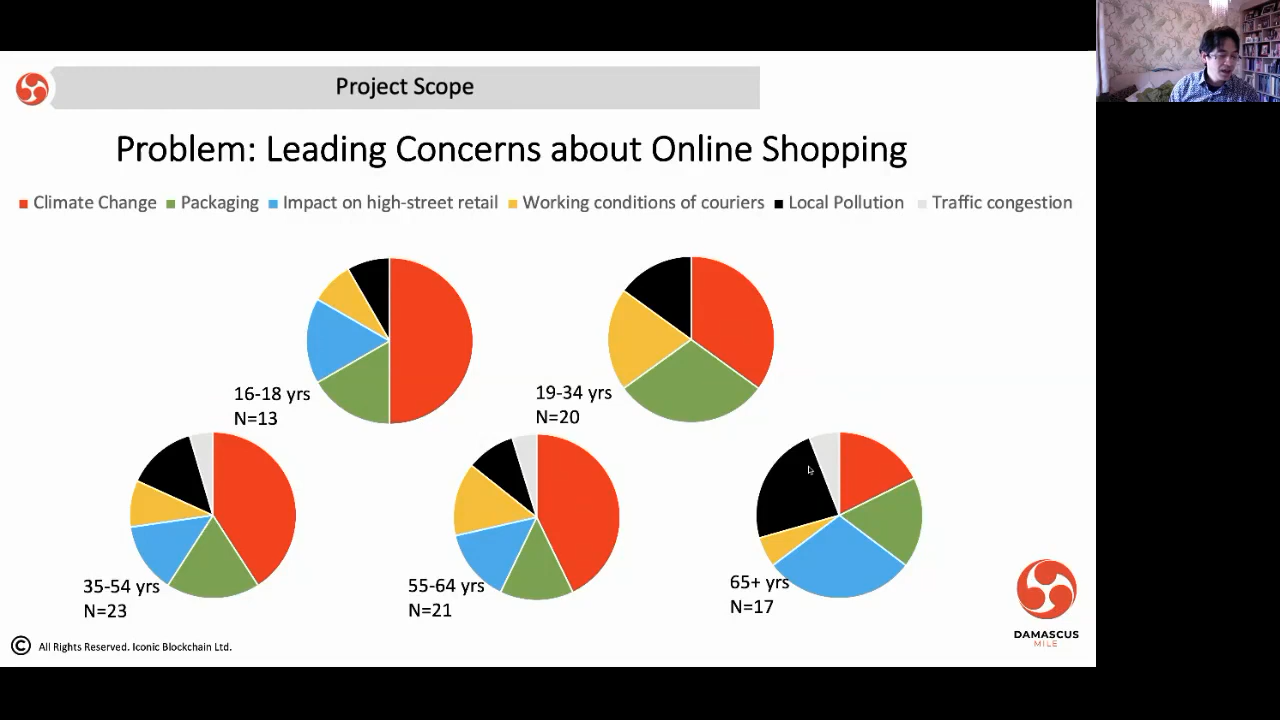 Project Scope
Problem: Leading Concerns about Online Shopping
Climate Change Packaging Impact on high-street retail Working conditions of couriers Local Pollution Traffic congestion
16-18 yrs
N=13
19-34 yrs
N=20
35-54 yrs
N=23
55-64 yrs
N=21
65+ yrs
N=17
DAMASCUS
MILE
© All Rights Reserved. Iconic Blockchain Ltd.